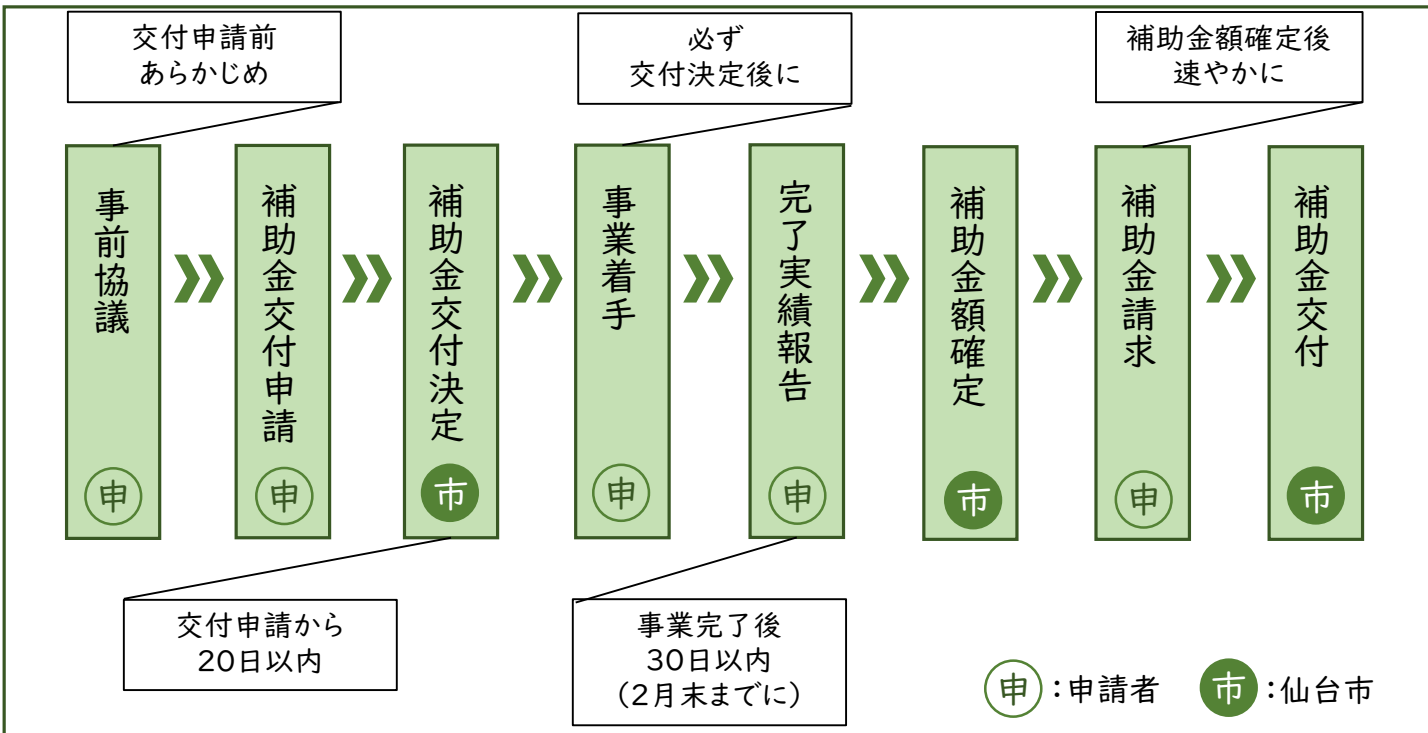 交付申請前
あらかじめ
必ず
交付決定後に
補助金額確定後
速やかに
事前協議
申
補助金交付申請
申
補助金交付決定
市
事業着手
申
完了実績報告
申
補助金額確定
市
補助金請求
申
補助金交付
市
交付申請から
20日以内
事業完了後
30日以内
(2月末までに)
申:申請者
市:仙台市